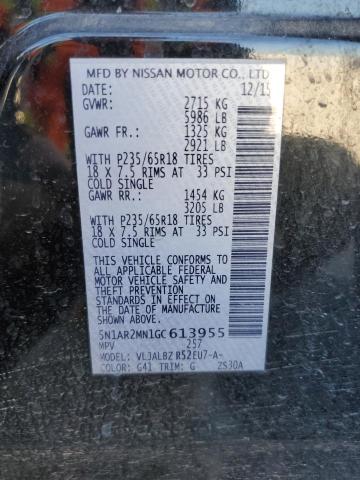 MFD BY NISSAN MOTOR CO., LTD
DATE: 12/15
GVWR: 2715 KG
5986 LB
GAWR FR.: 1325 KG
2921 LB
WITH P235/65R18 TIRES
18 X 7.5 RIMS AT 33 PSI
COLD SINGLE
GAWR RR.: 1454 KG
3205 LB
WITH P235/65R18 TIRES
18 X 7.5 RIMS AT 33 PSI
COLD SINGLE
THIS VEHICLE CONFORMS TO ALL
APPLICABLE FEDERAL MOTOR
VEHICLE SAFETY AND THEFT PREVENTION
STANDARDS IN EFFECT ON THE DATE OF
MANUFACTURE SHOWN ABOVE.
5N1AR2MN1GC613955
MPV 257
MODEL: VLJALBZ R52EU7-A-
COLOR: G41 TRIM: G ZS30A